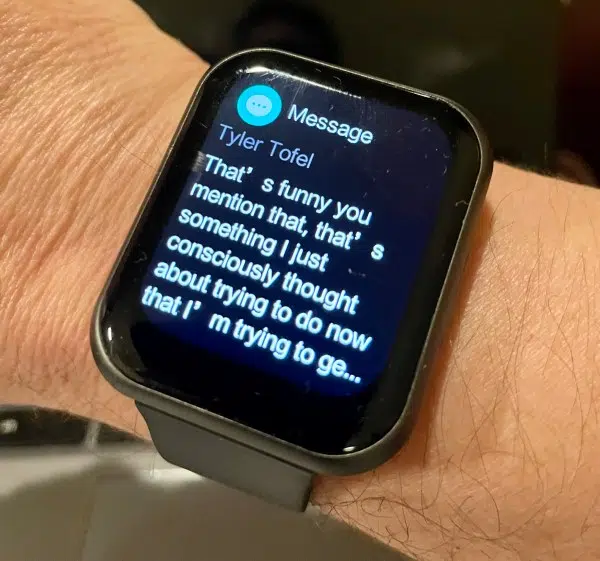 Message
Tyler Tofel
That’ s funny you
mention that, that’ s
something I just
consciously thought
about trying to do now
that I’ m trying to ge...